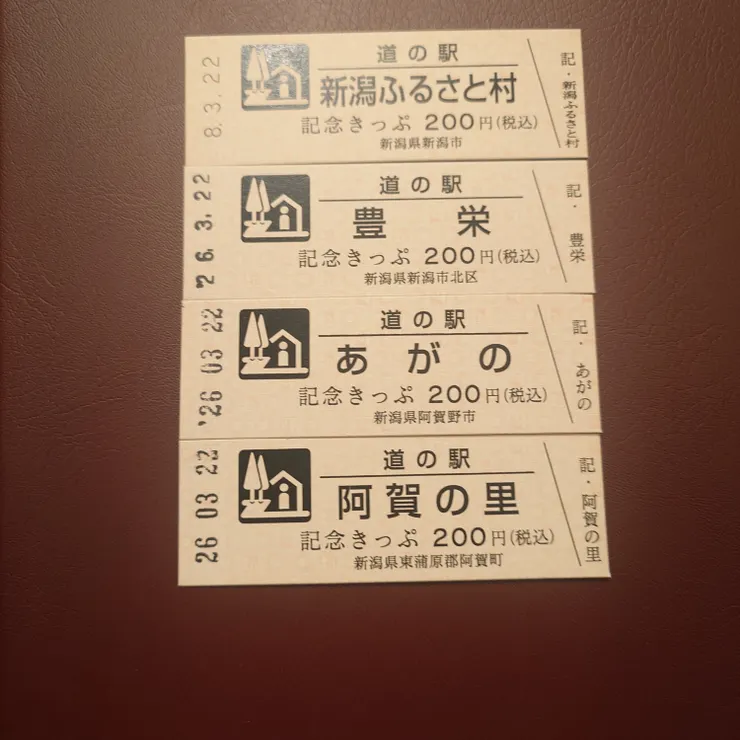 8.3.22
道の駅
新潟ふるさと村
記念きっぷ 200円(税込)
新潟県新潟市
記・新潟ふるさと村
'26.3.22
道の駅
豊栄
記念きっぷ 200円(税込)
新潟県新潟市北区
記・豊栄
'26 03 22
道の駅
あがの
記念きっぷ 200円(税込)
新潟県阿賀野市
記・あがの
26 03 22
道の駅
阿賀の里
記念きっぷ 200円(税込)
新潟県東蒲原郡阿賀町
記・阿賀の里